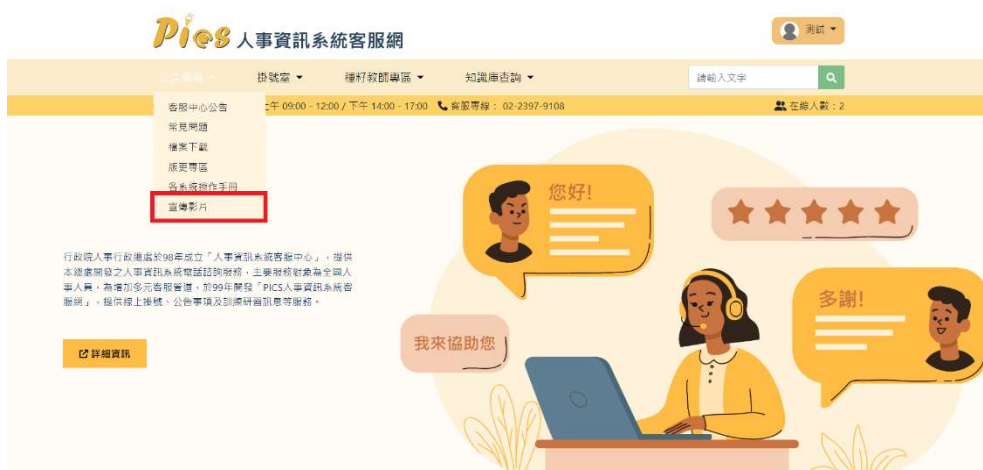 Pics 人事資訊系統客服網
測試
掛號室
種籽教師專區
知識庫查詢
請輸入文字
上午 09:00 - 12:00 / 下午 14:00 - 17:00 客服專線： 02-2397-9108
在線人數：2
客服中心公告
常見問題
檔案下載
版更專區
各系統操作手冊
宣傳影片
您好!
行政院人事行政總處於98年成立「人事資訊系統客服中心」，提供
本總處開發之人事資訊系統電話諮詢服務，主要服務對象為全國人
事人員，為增加多元客服管道，於99年開發「PICS人事資訊系統客
服網」，提供線上掛號、公告事項及訓練研習訊息等服務。
多謝!
我來協助您
詳細資訊